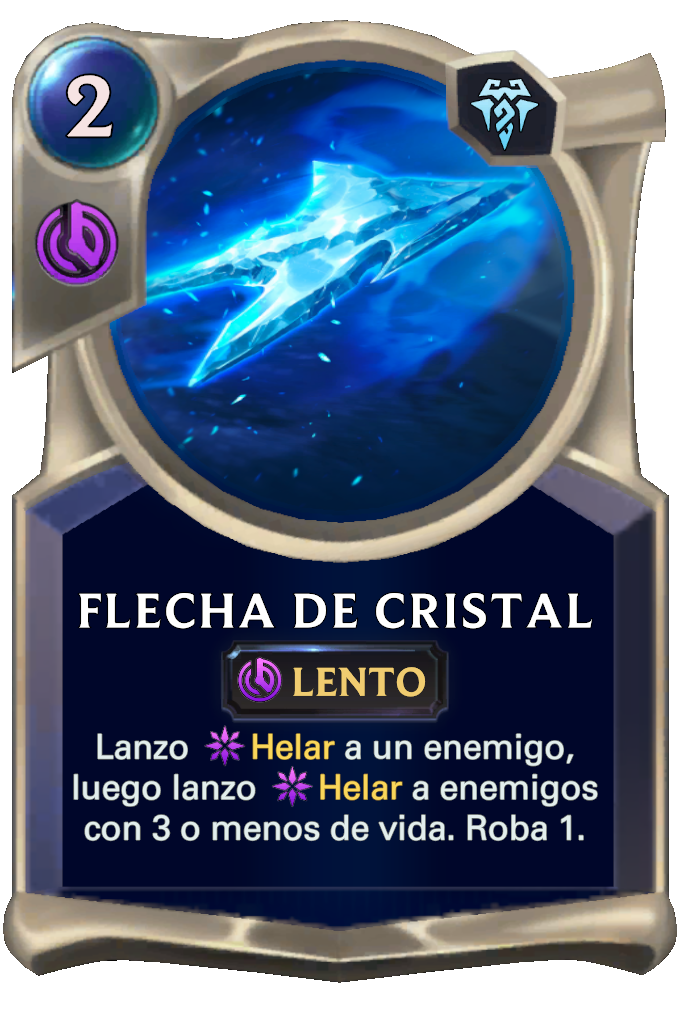 2
FLECHA DE CRISTAL
LENTO
Lanzo Helar a un enemigo,
luego lanzo Helar a enemigos
con 3 o menos de vida. Roba 1.